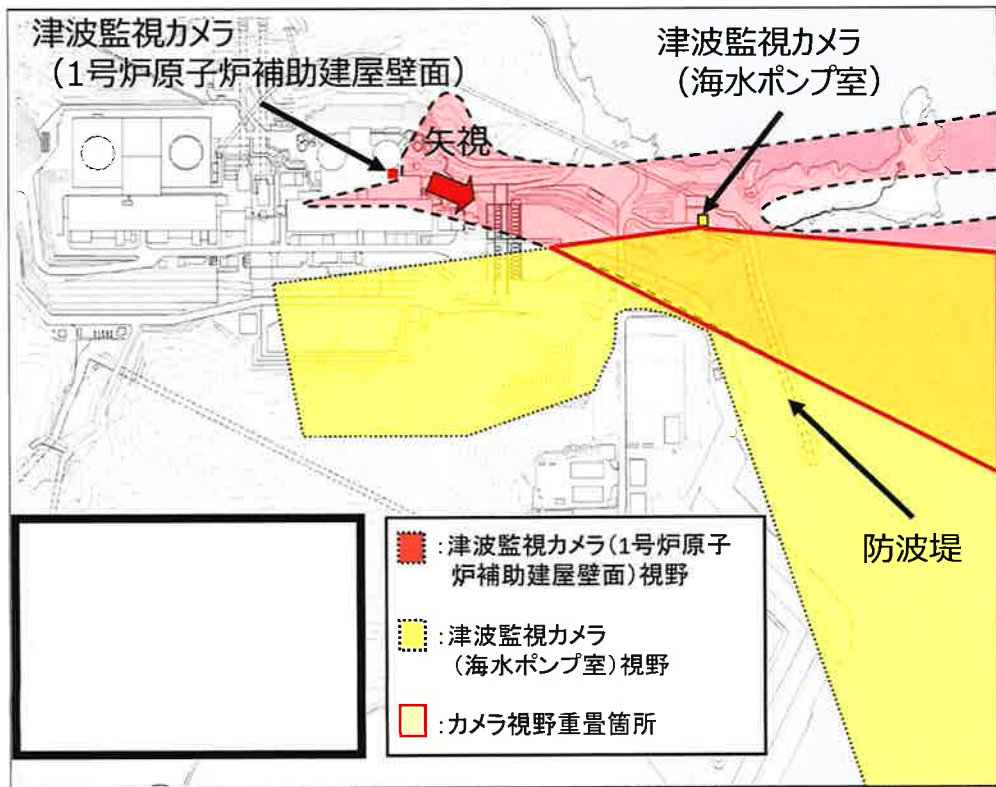 津波監視カメラ
（1号炉原子炉補助建屋壁面）
津波監視カメラ
（海水ポンプ室）
矢視
防波堤
：津波監視カメラ（1号炉原子
炉補助建屋壁面）視野
：津波監視カメラ
（海水ポンプ室）視野
：カメラ視野重畳箇所